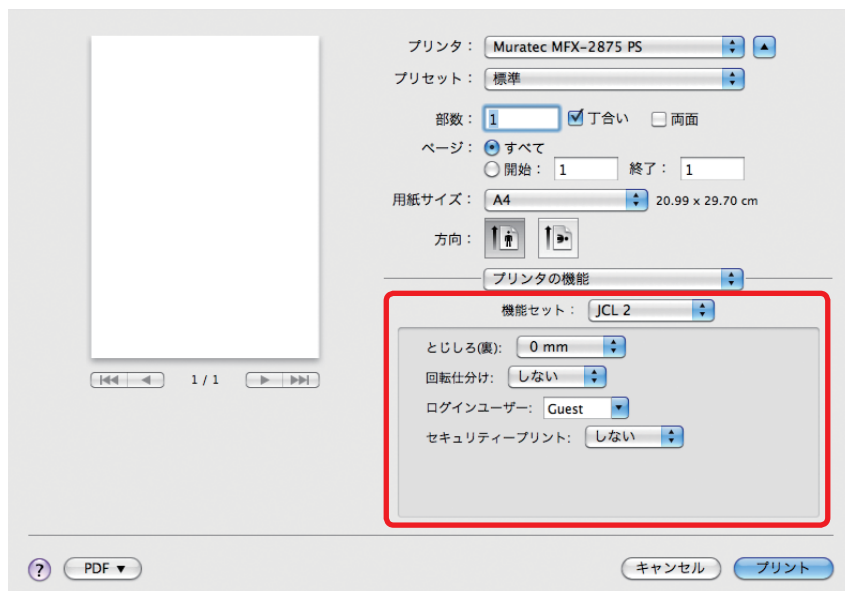 プリンタ： Muratec MFX-2875 PS
プリセット： 標準
部数： 1 丁合い 両面
ページ： すべて
開始： 1 終了： 1
用紙サイズ： A4 20.99 x 29.70 cm
方向：
プリンタの機能
機能セット： JCL 2
とじしろ(裏): 0 mm
回転仕分け: しない
ログインユーザー: Guest
セキュリティープリント: しない
1 / 1
? PDF ▼ キャンセル プリント